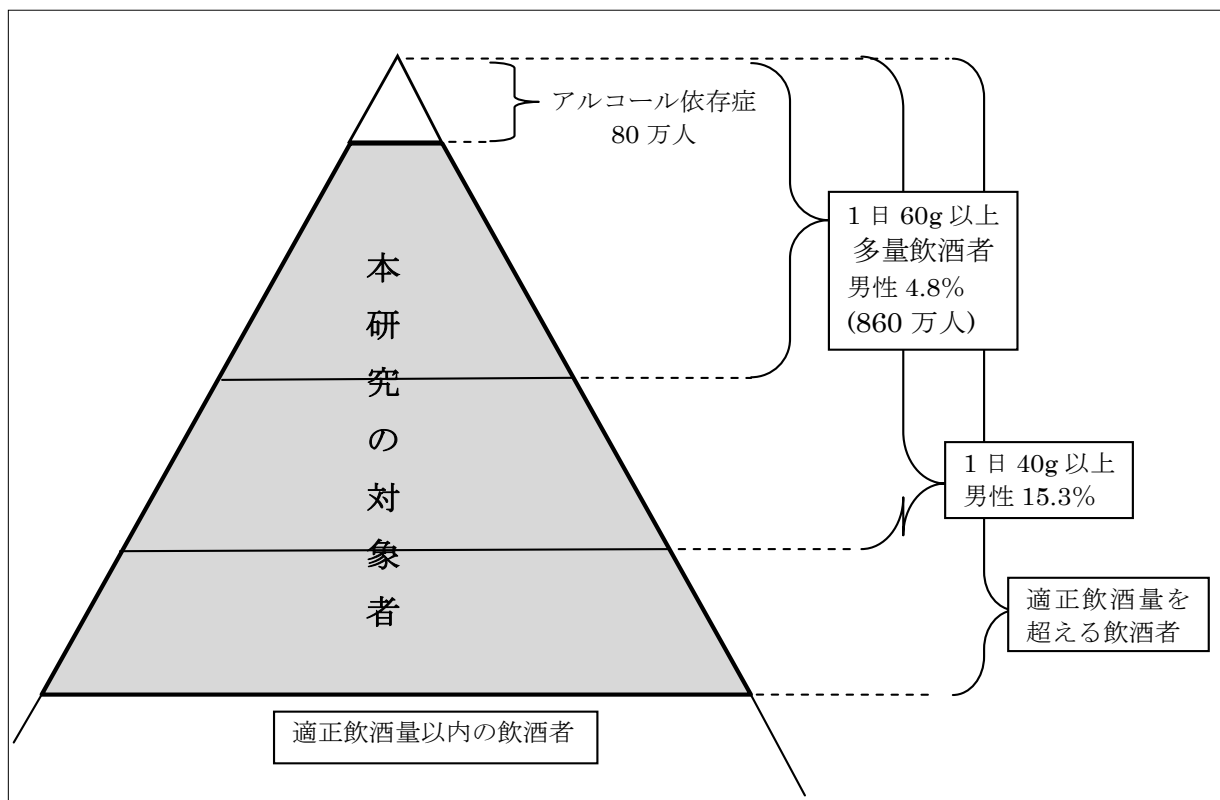 アルコール依存症
80 万人
1 日 60g 以上
多量飲酒者
男性 4.8%
(860 万人)
本研究の対象者
1 日 40g 以上
男性 15.3%
適正飲酒量を
超える飲酒者
適正飲酒量以内の飲酒者